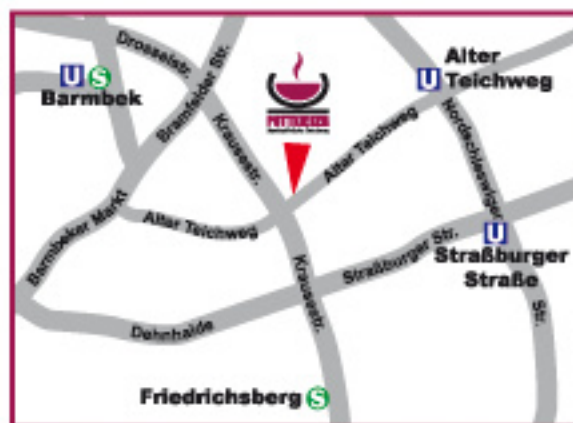 Drosselstr.
Bramfelder Str.
U S
Barmbek
Krausestr.
Alter Teichweg
U
Alter
Teichweg
Nordschleswiger
Barmbeker Markt
Alter Teichweg
Krausestr.
Straßburger Str.
U
Straßburger
Straße
Str.
Dehnhaide
Friedrichsberg S